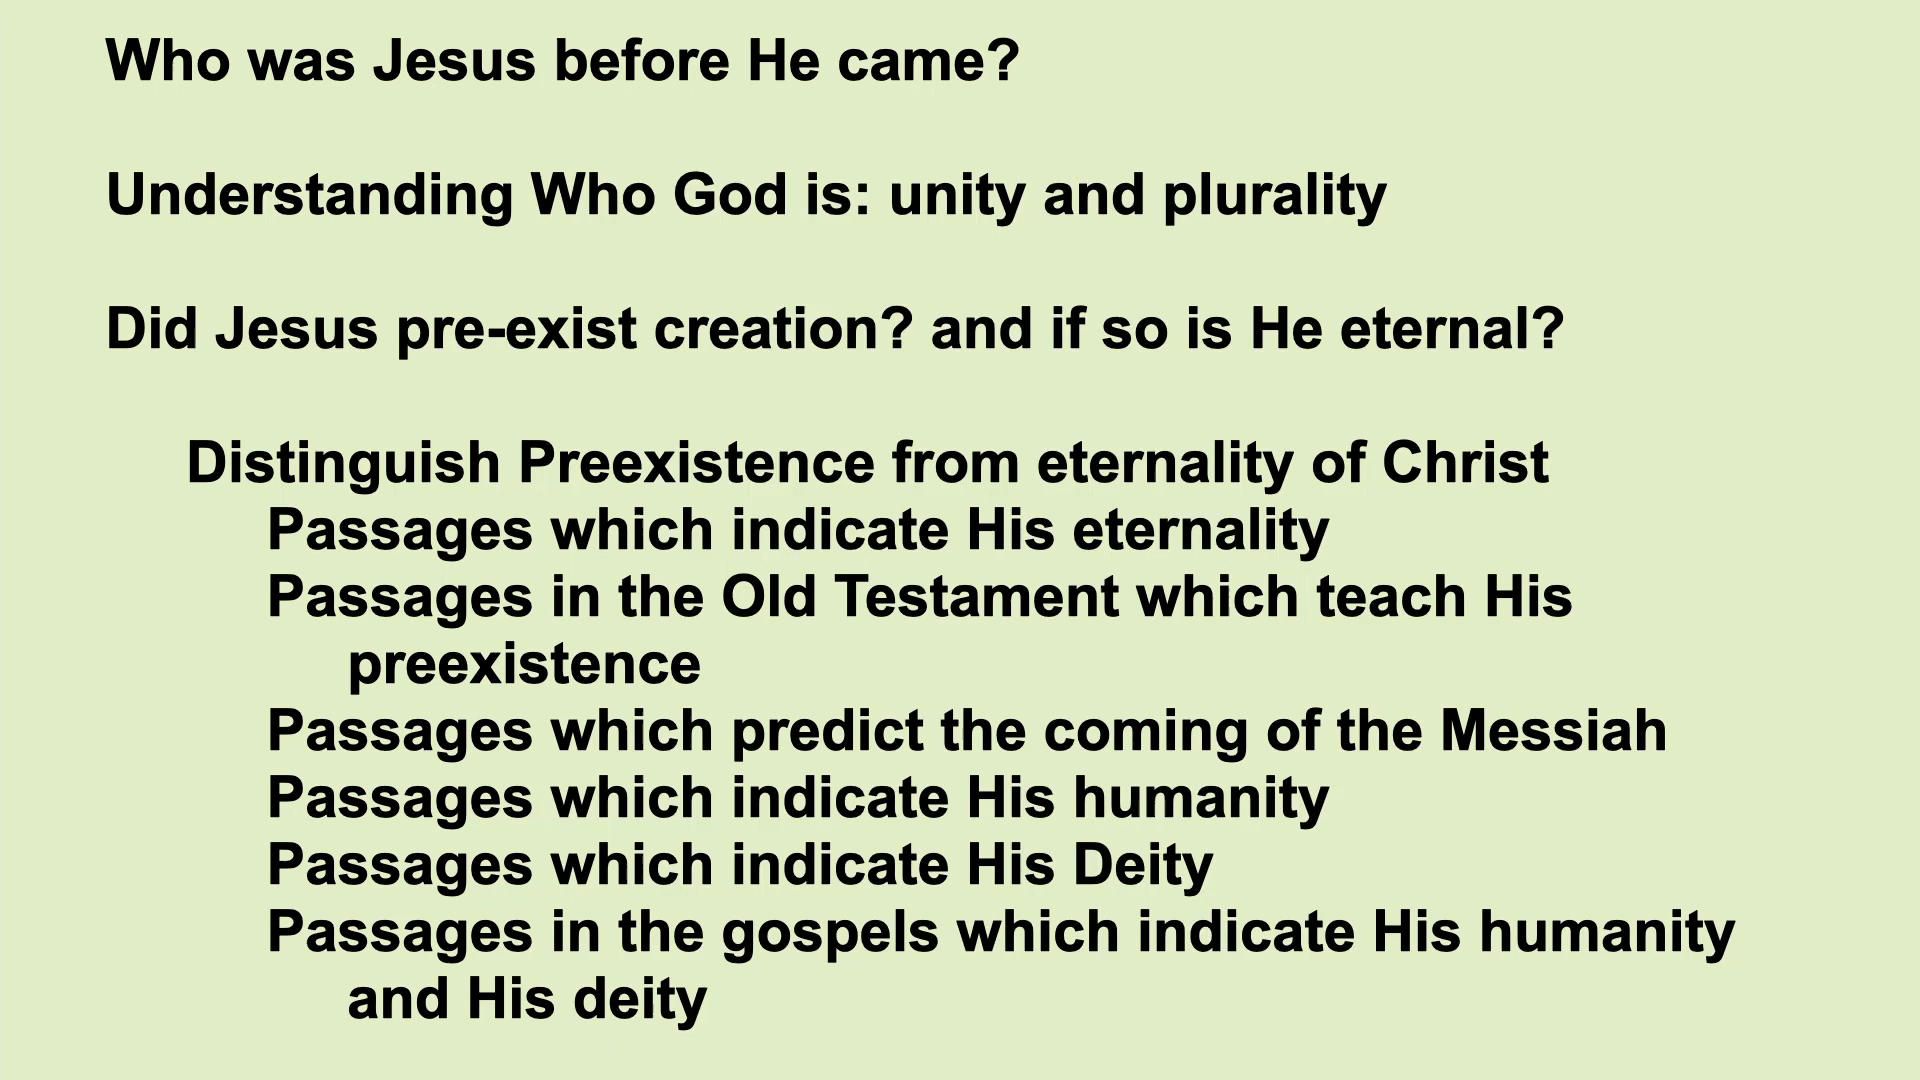 Who was Jesus before He came?
Understanding Who God is: unity and plurality
Did Jesus pre-exist creation? and if so is He eternal?
Distinguish Preexistence from eternality of Christ
Passages which indicate His eternality
Passages in the Old Testament which teach His
preexistence
Passages which predict the coming of the Messiah
Passages which indicate His humanity
Passages which indicate His Deity
Passages in the gospels which indicate His humanity
and His deity